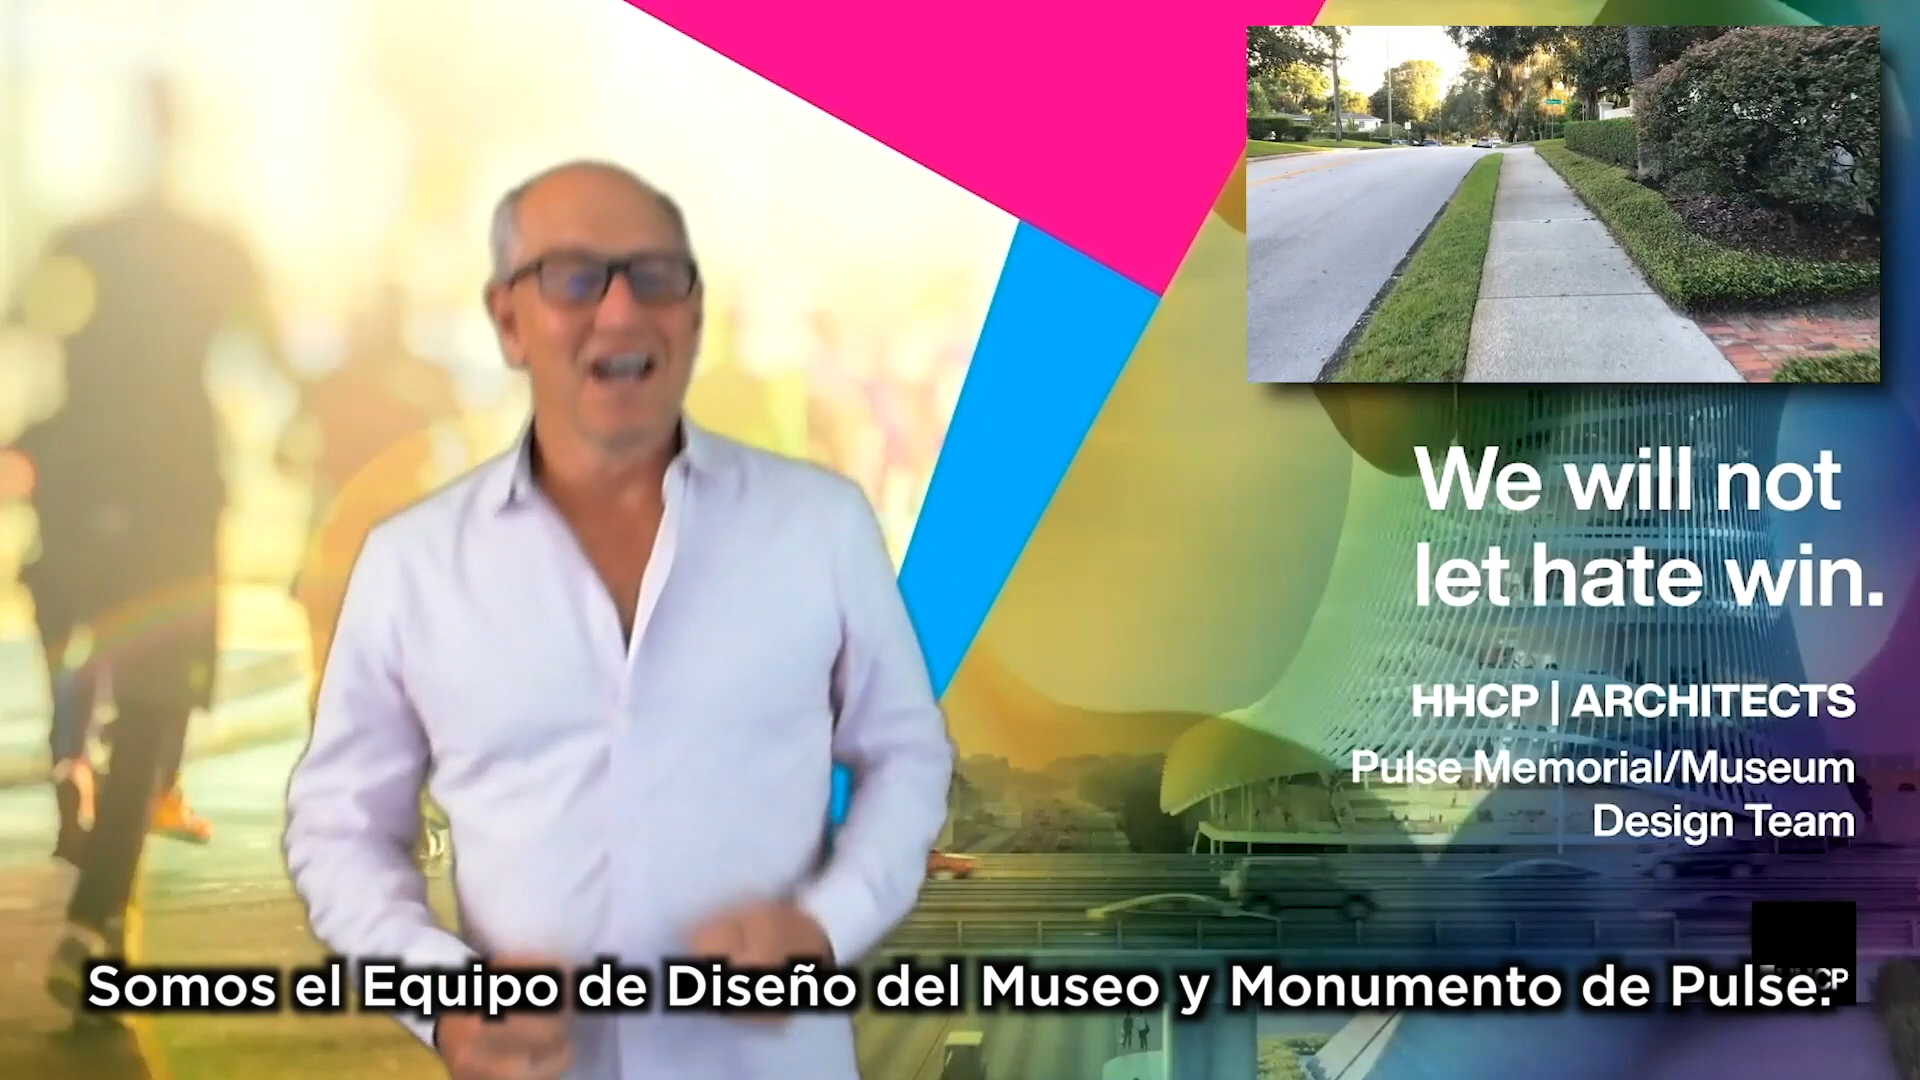 We will not
let hate win.
HHCP | ARCHITECTS
Pulse Memorial/Museum
Design Team
Somos el Equipo de Diseño del Museo y Monumento de Pulse.